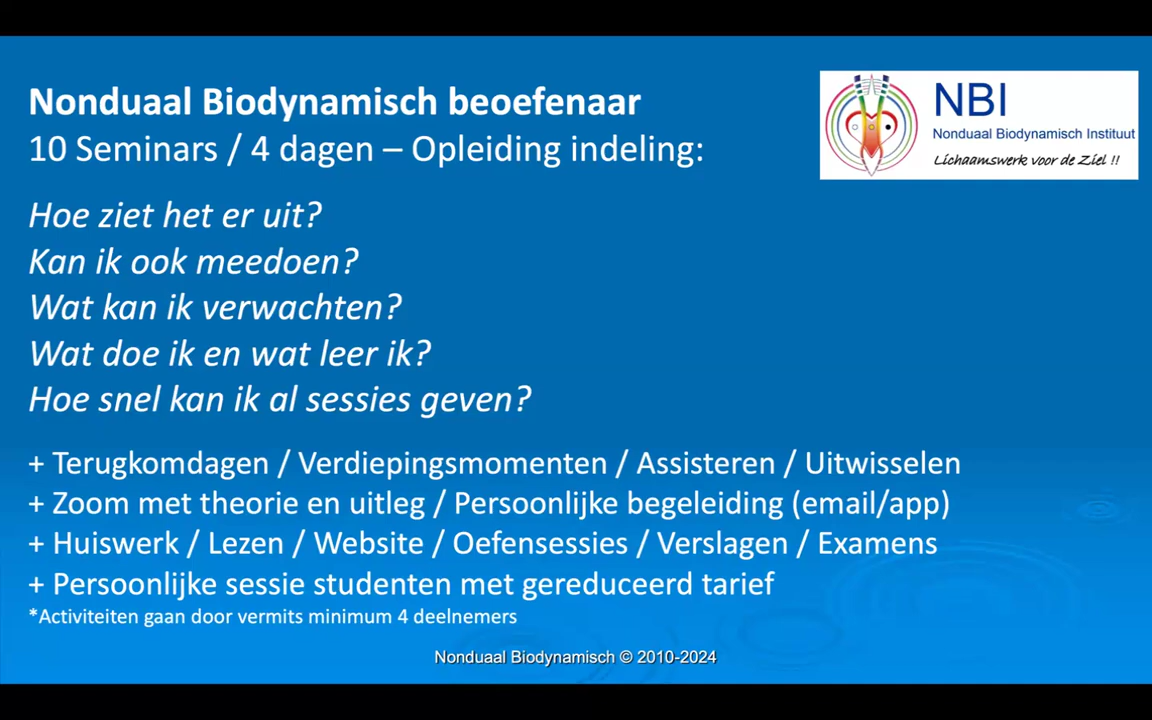 Nonduaal Biodynamisch beoefenaar
10 Seminars / 4 dagen – Opleiding indeling:
NBI
Nonduaal Biodynamisch Instituut
Lichaamswerk voor de Ziel !!
Hoe ziet het er uit?
Kan ik ook meedoen?
Wat kan ik verwachten?
Wat doe ik en wat leer ik?
Hoe snel kan ik al sessies geven?
+ Terugkomdagen / Verdiepingsmomenten / Assisteren / Uitwisselen
+ Zoom met theorie en uitleg / Persoonlijke begeleiding (email/app)
+ Huiswerk / Lezen / Website / Oefensessies / Verslagen / Examens
+ Persoonlijke sessie studenten met gereduceerd tarief
*Activiteiten gaan door vermits minimum 4 deelnemers
Nonduaal Biodynamisch © 2010-2024